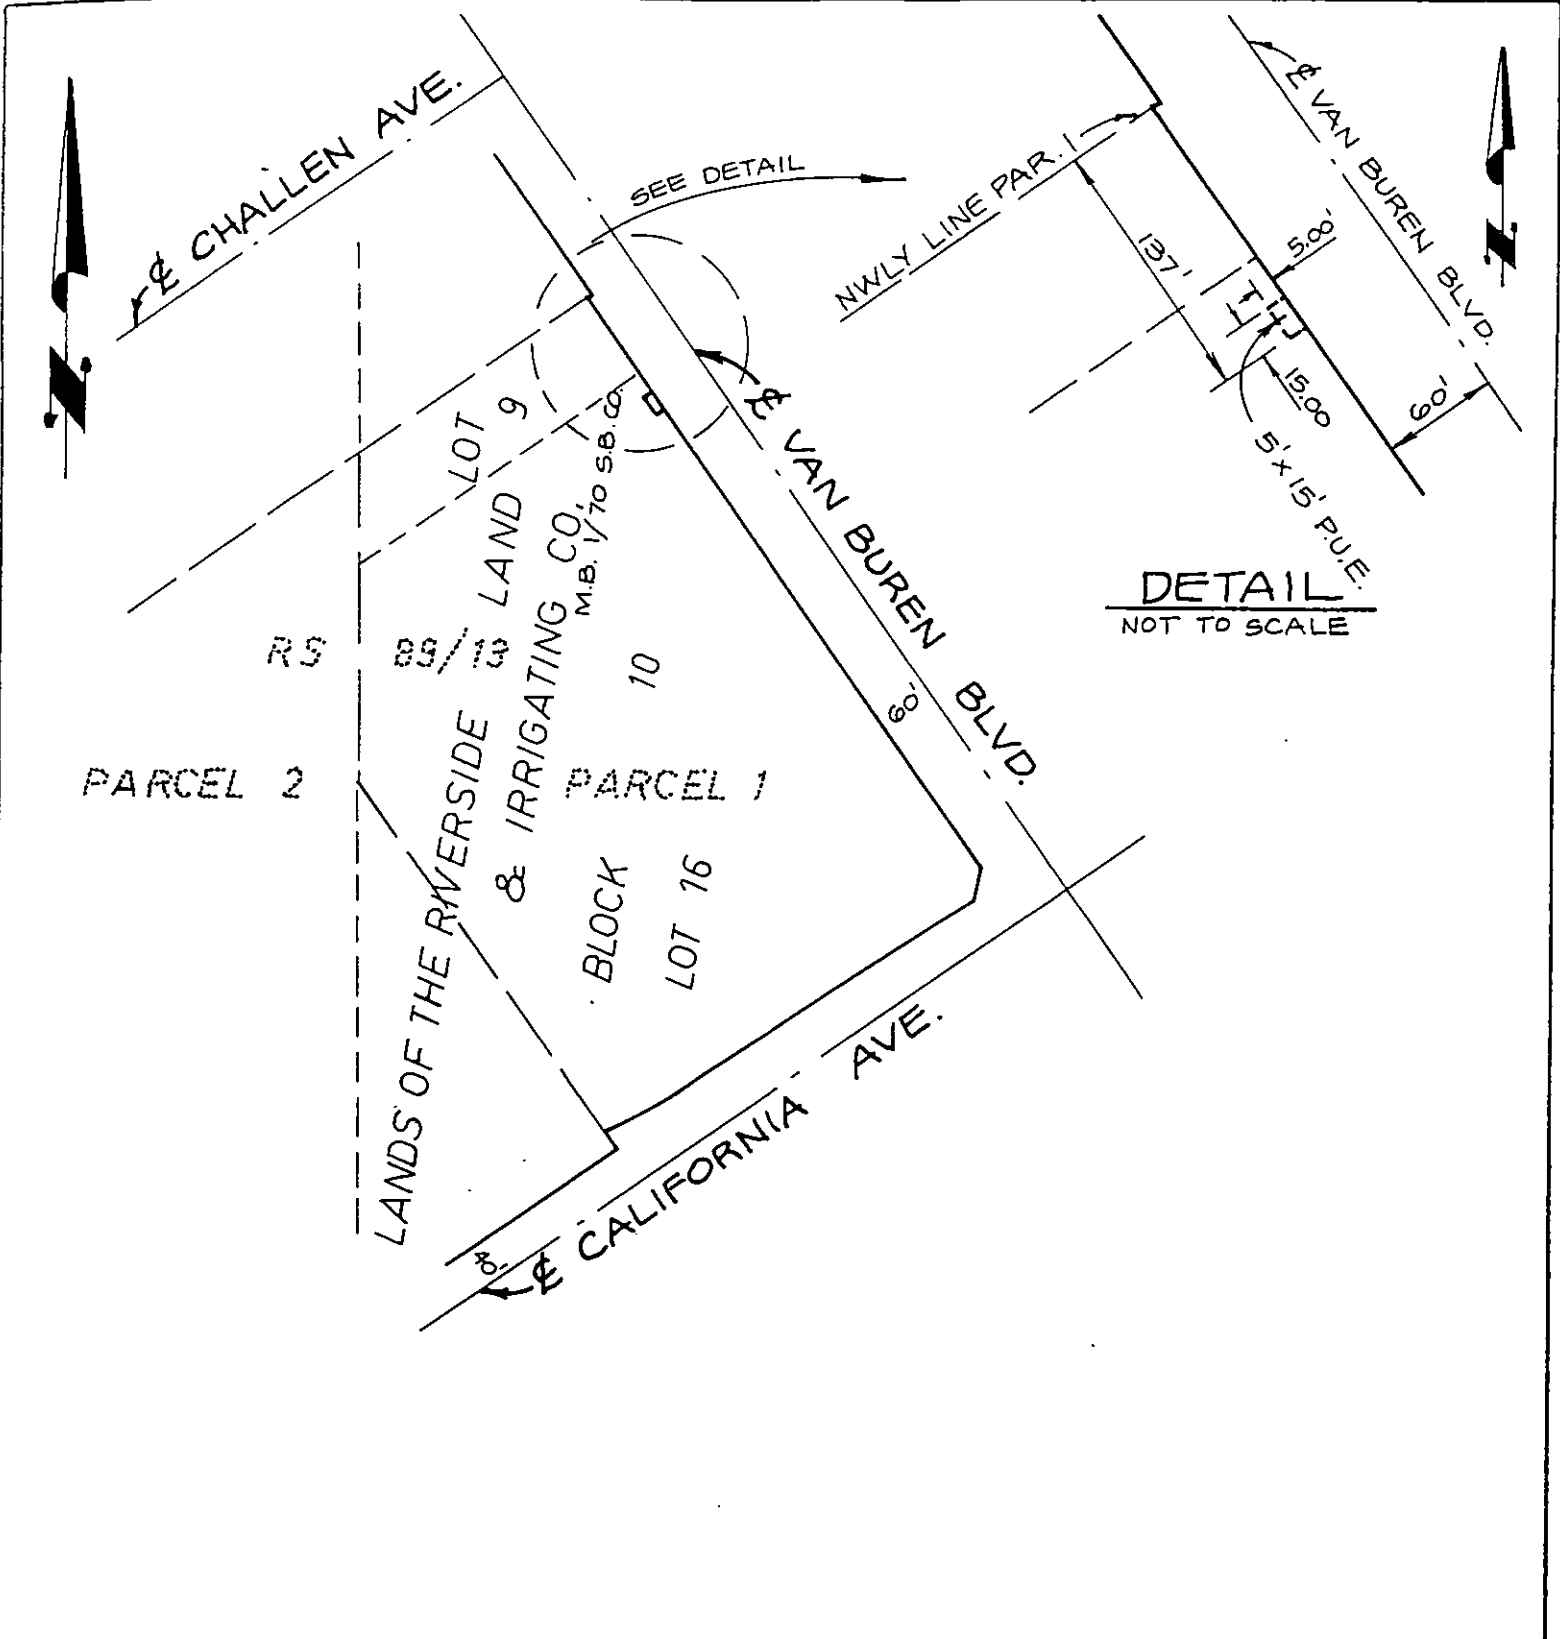 ℄ CHALLEN AVE.
SEE DETAIL
N
N
℄ VAN BUREN BLVD.
NWLY LINE PAR. 1
137'
5.00'
15.00
60'
5' x 15' P.U.E.
DETAIL
NOT TO SCALE
LOT 9
℄ VAN BUREN BLVD.
60'
LANDS OF THE RIVERSIDE LAND
& IRRIGATING CO.
M.B. 1/70 S.B. CO.
RS 89/13
PARCEL 2
PARCEL 1
BLOCK 10
LOT 16
℄ CALIFORNIA AVE.
40'